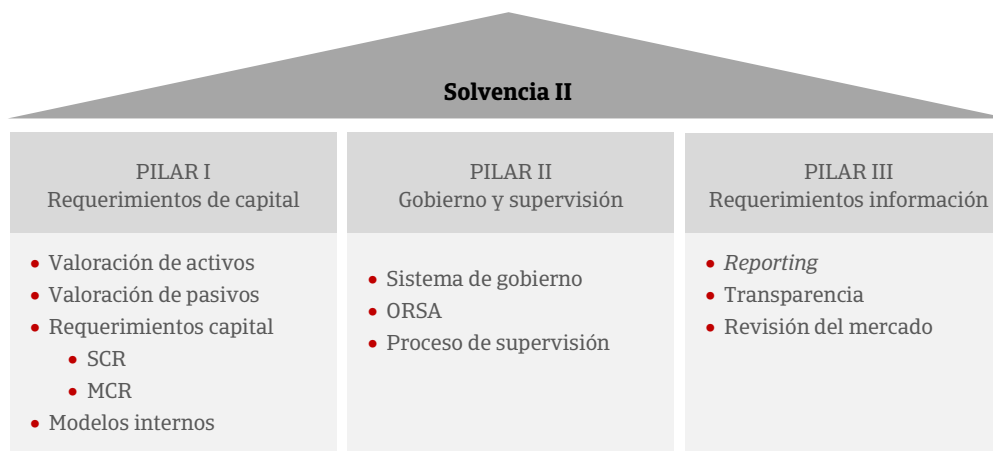 Solvencia II
PILAR I
Requerimientos de capital
• Valoración de activos
• Valoración de pasivos
• Requerimientos capital
• SCR
• MCR
• Modelos internos
PILAR II
Gobierno y supervisión
• Sistema de gobierno
• ORSA
• Proceso de supervisión
PILAR III
Requerimientos información
• Reporting
• Transparencia
• Revisión del mercado